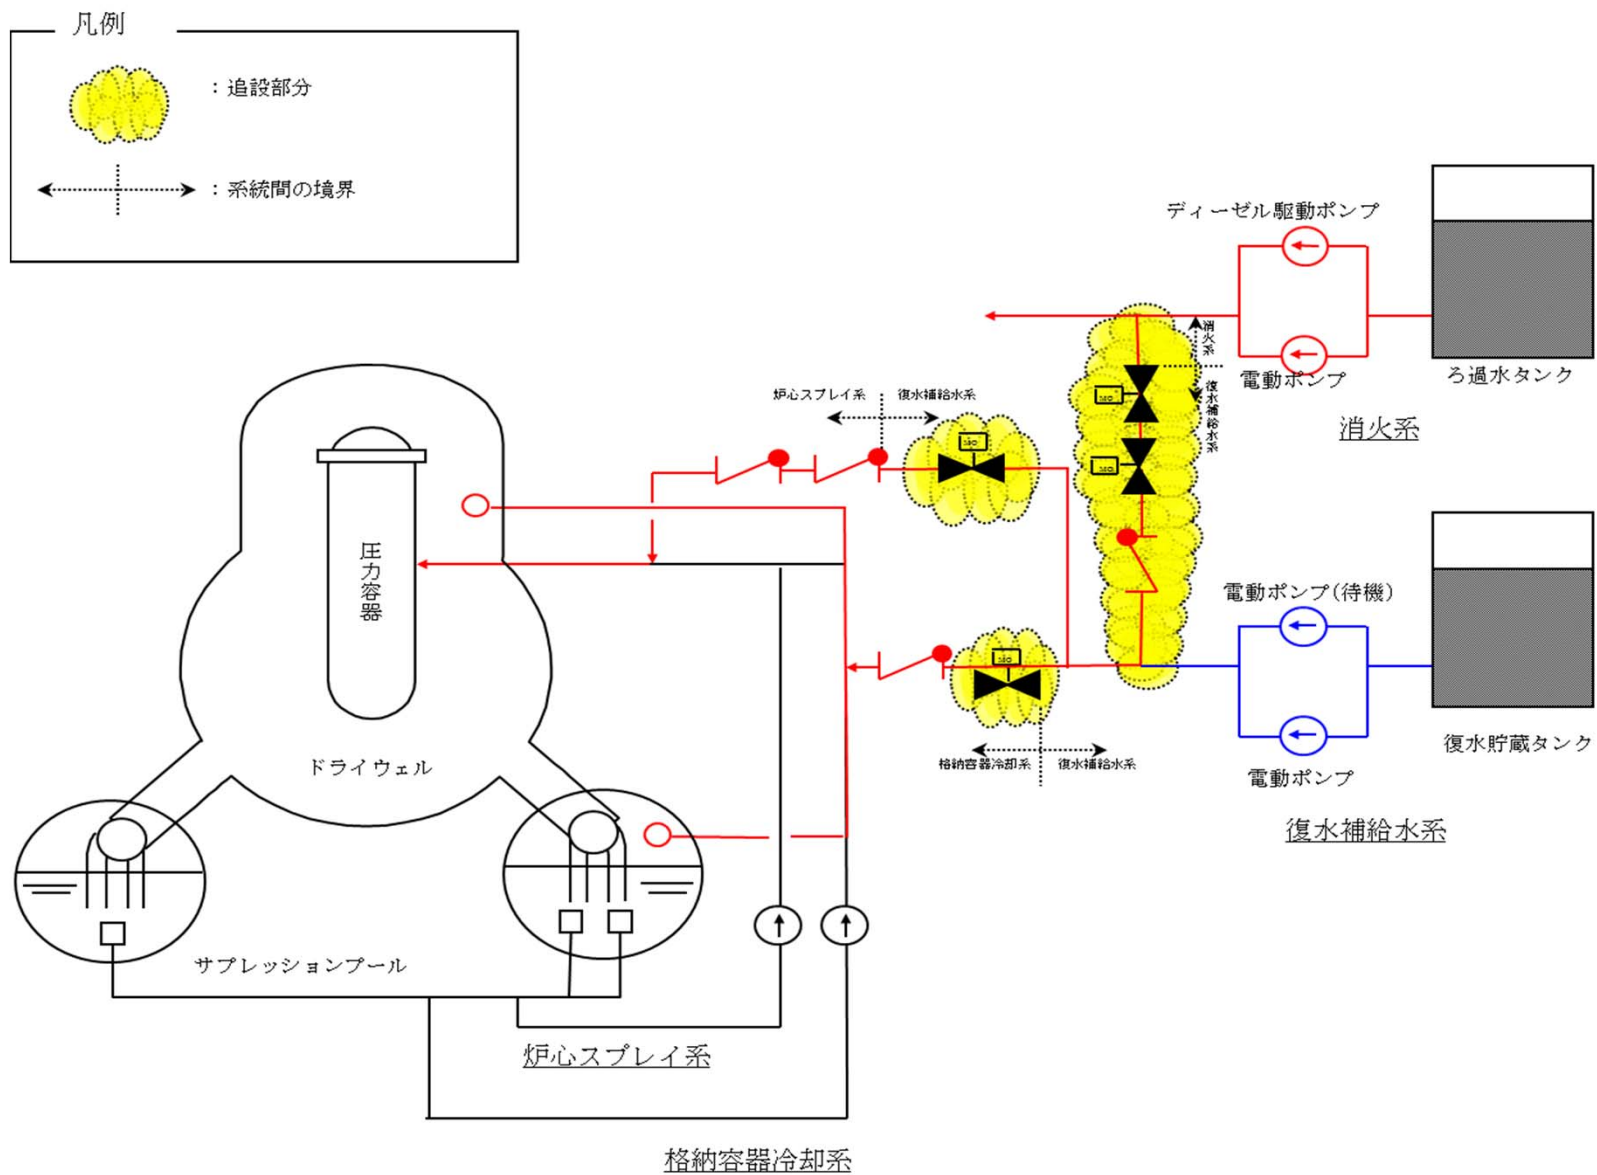 凡例
：追設部分
：系統間の境界
ディーゼル駆動ポンプ
電動ポンプ
ろ過水タンク
消火系
消火系
復水補給水系
炉心スプレイ系
復水補給水系
MO
MO
MO
圧力容器
電動ポンプ(待機)
MO
格納容器冷却系
復水補給水系
電動ポンプ
復水貯蔵タンク
復水補給水系
ドライウェル
サプレッションプール
炉心スプレイ系
格納容器冷却系